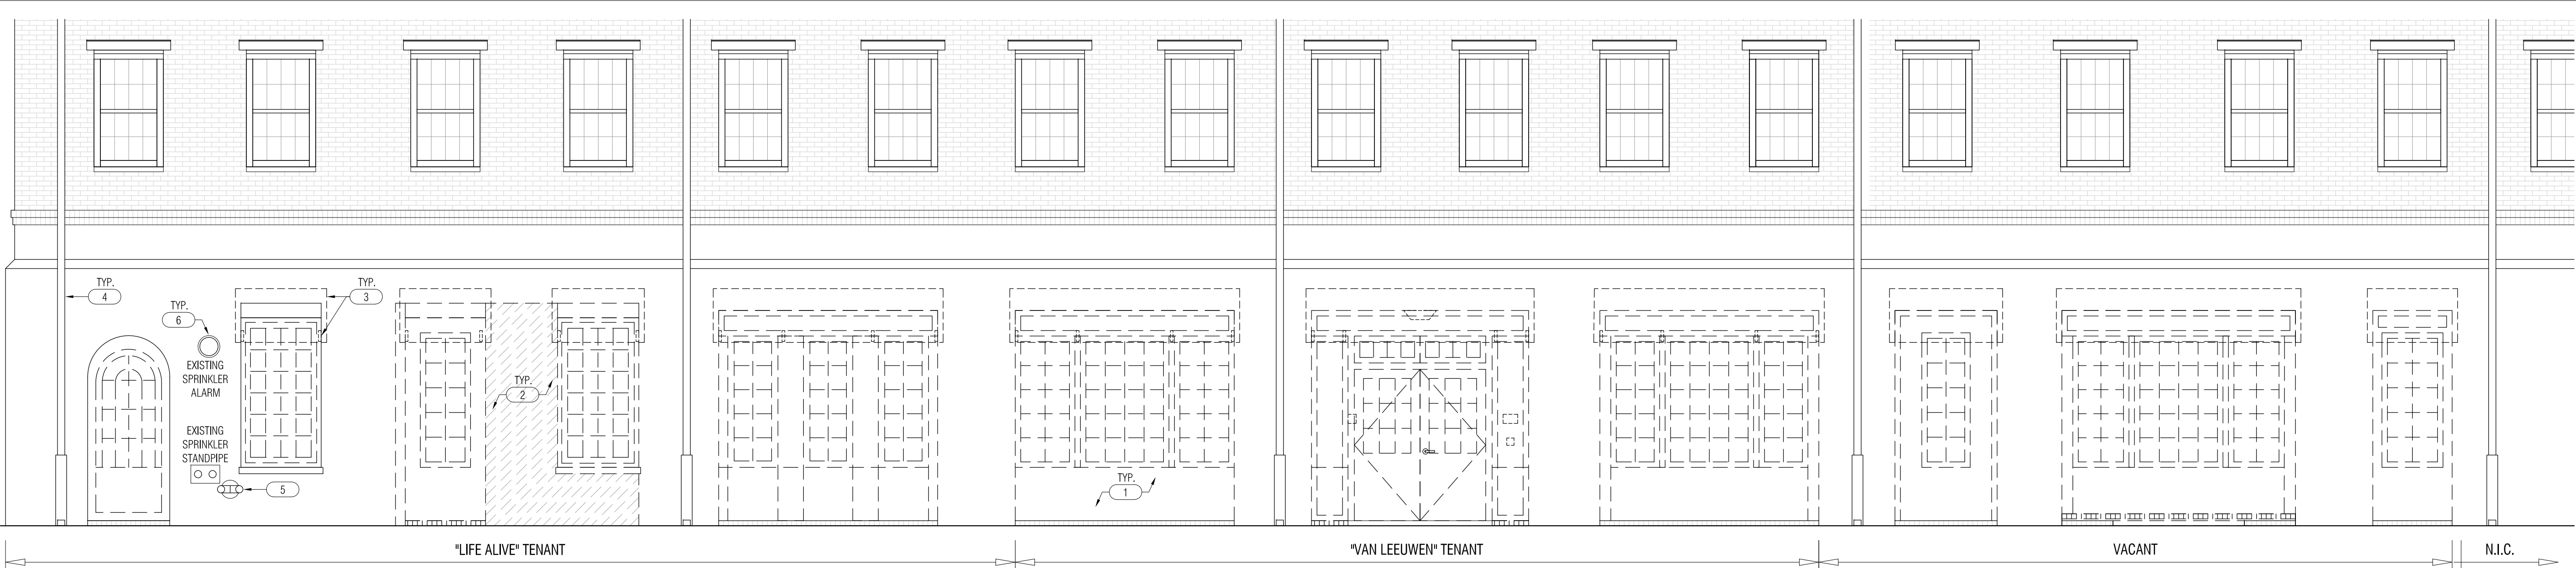 TYP.
4
TYP.
6
EXISTING
SPRINKLER
ALARM
EXISTING
SPRINKLER
STANDPIPE
5
TYP.
3
TYP.
2
TYP.
1
"LIFE ALIVE" TENANT
"VAN LEEUWEN" TENANT
VACANT
N.I.C.